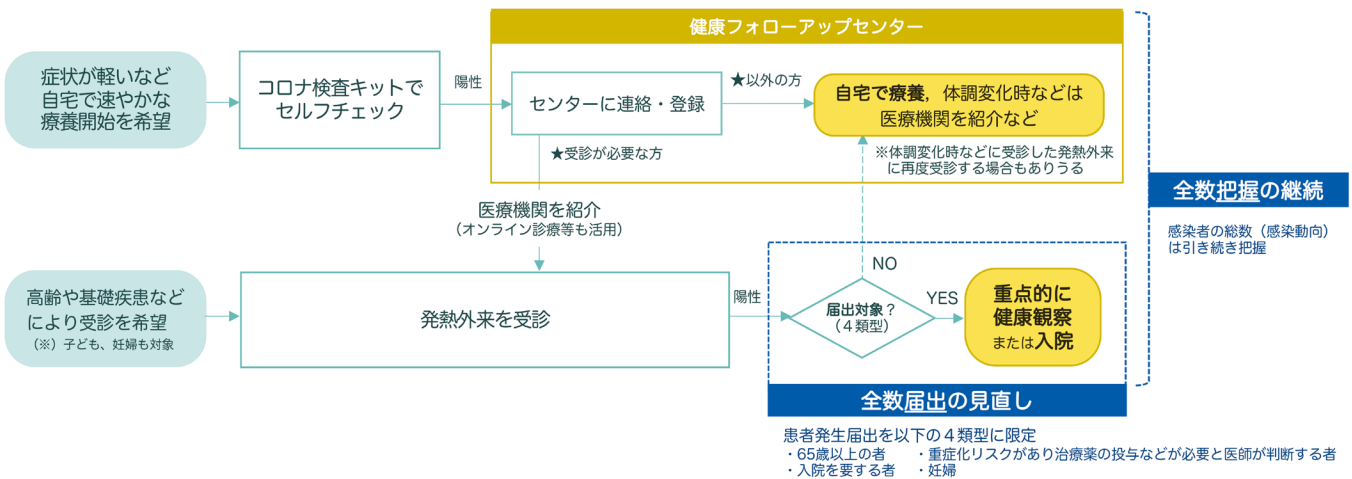 健康フォローアップセンター
症状が軽いなど
自宅で速やかな
療養開始を希望
コロナ検査キットで
セルフチェック
陽性
センターに連絡・登録
★以外の方
自宅で療養，体調変化時などは
医療機関を紹介など
★受診が必要な方
※体調変化時などに受診した発熱外来
に再度受診する場合もありうる
医療機関を紹介
（オンライン診療等も活用）
全数把握の継続
感染者の総数（感染動向）
は引き続き把握
高齢や基礎疾患など
により受診を希望
（※）子ども、妊婦も対象
発熱外来を受診
陽性
届出対象？
（４類型）
NO
YES
重点的に
健康観察
または入院
全数届出の見直し
患者発生届出を以下の４類型に限定
・65歳以上の者　・重症化リスクがあり治療薬の投与などが必要と医師が判断する者
・入院を要する者　・妊婦